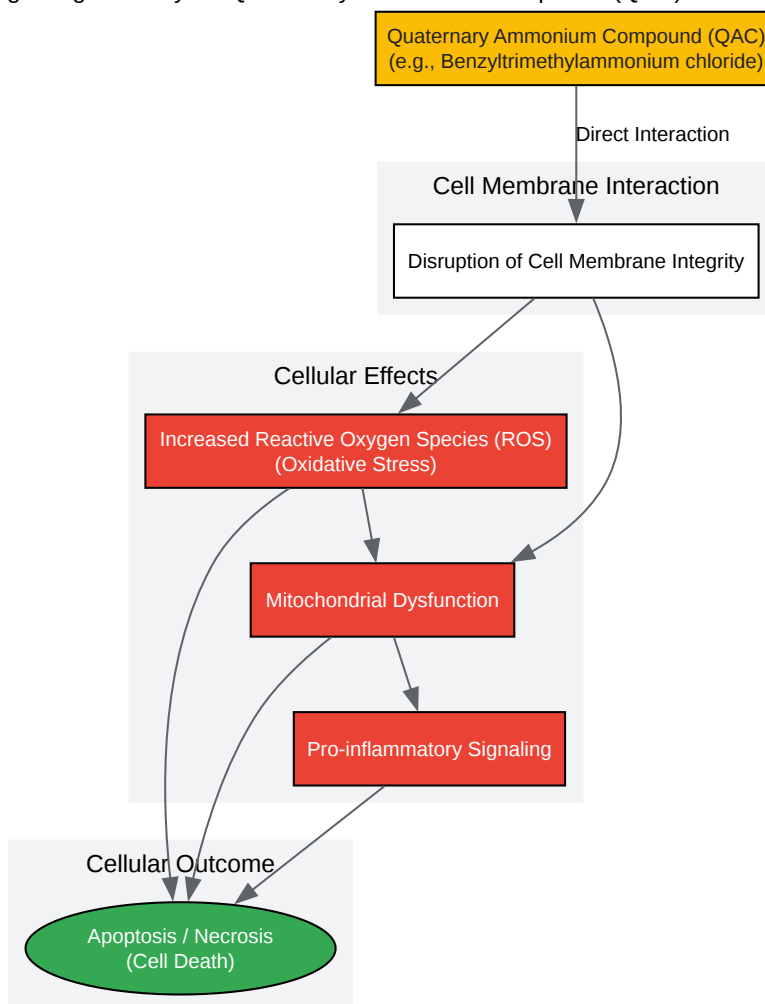 Quaternary Ammonium Compound (QAC)
(e.g., Benzyltrimethylammonium chloride)
Direct Interaction
Cell Membrane Interaction
Disruption of Cell Membrane Integrity
Cellular Effects
Increased Reactive Oxygen Species (ROS)
(Oxidative Stress)
Mitochondrial Dysfunction
Pro-inflammatory Signaling
Cellular Outcome
Apoptosis / Necrosis
(Cell Death)